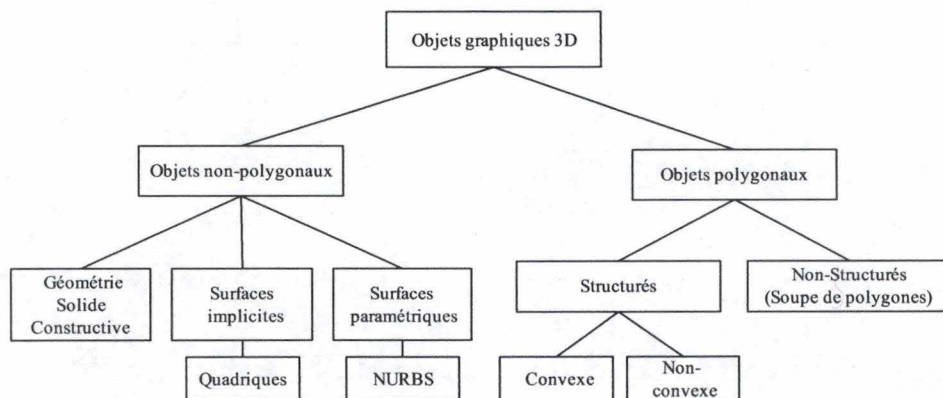 Objets graphiques 3D
Objets non-polygonaux
Objets polygonaux
Géométrie
Solide
Constructive
Surfaces
implicites
Surfaces
paramétriques
Structurés
Non-Structurés
(Soupe de polygones)
Quadriques
NURBS
Convexe
Non-
convexe